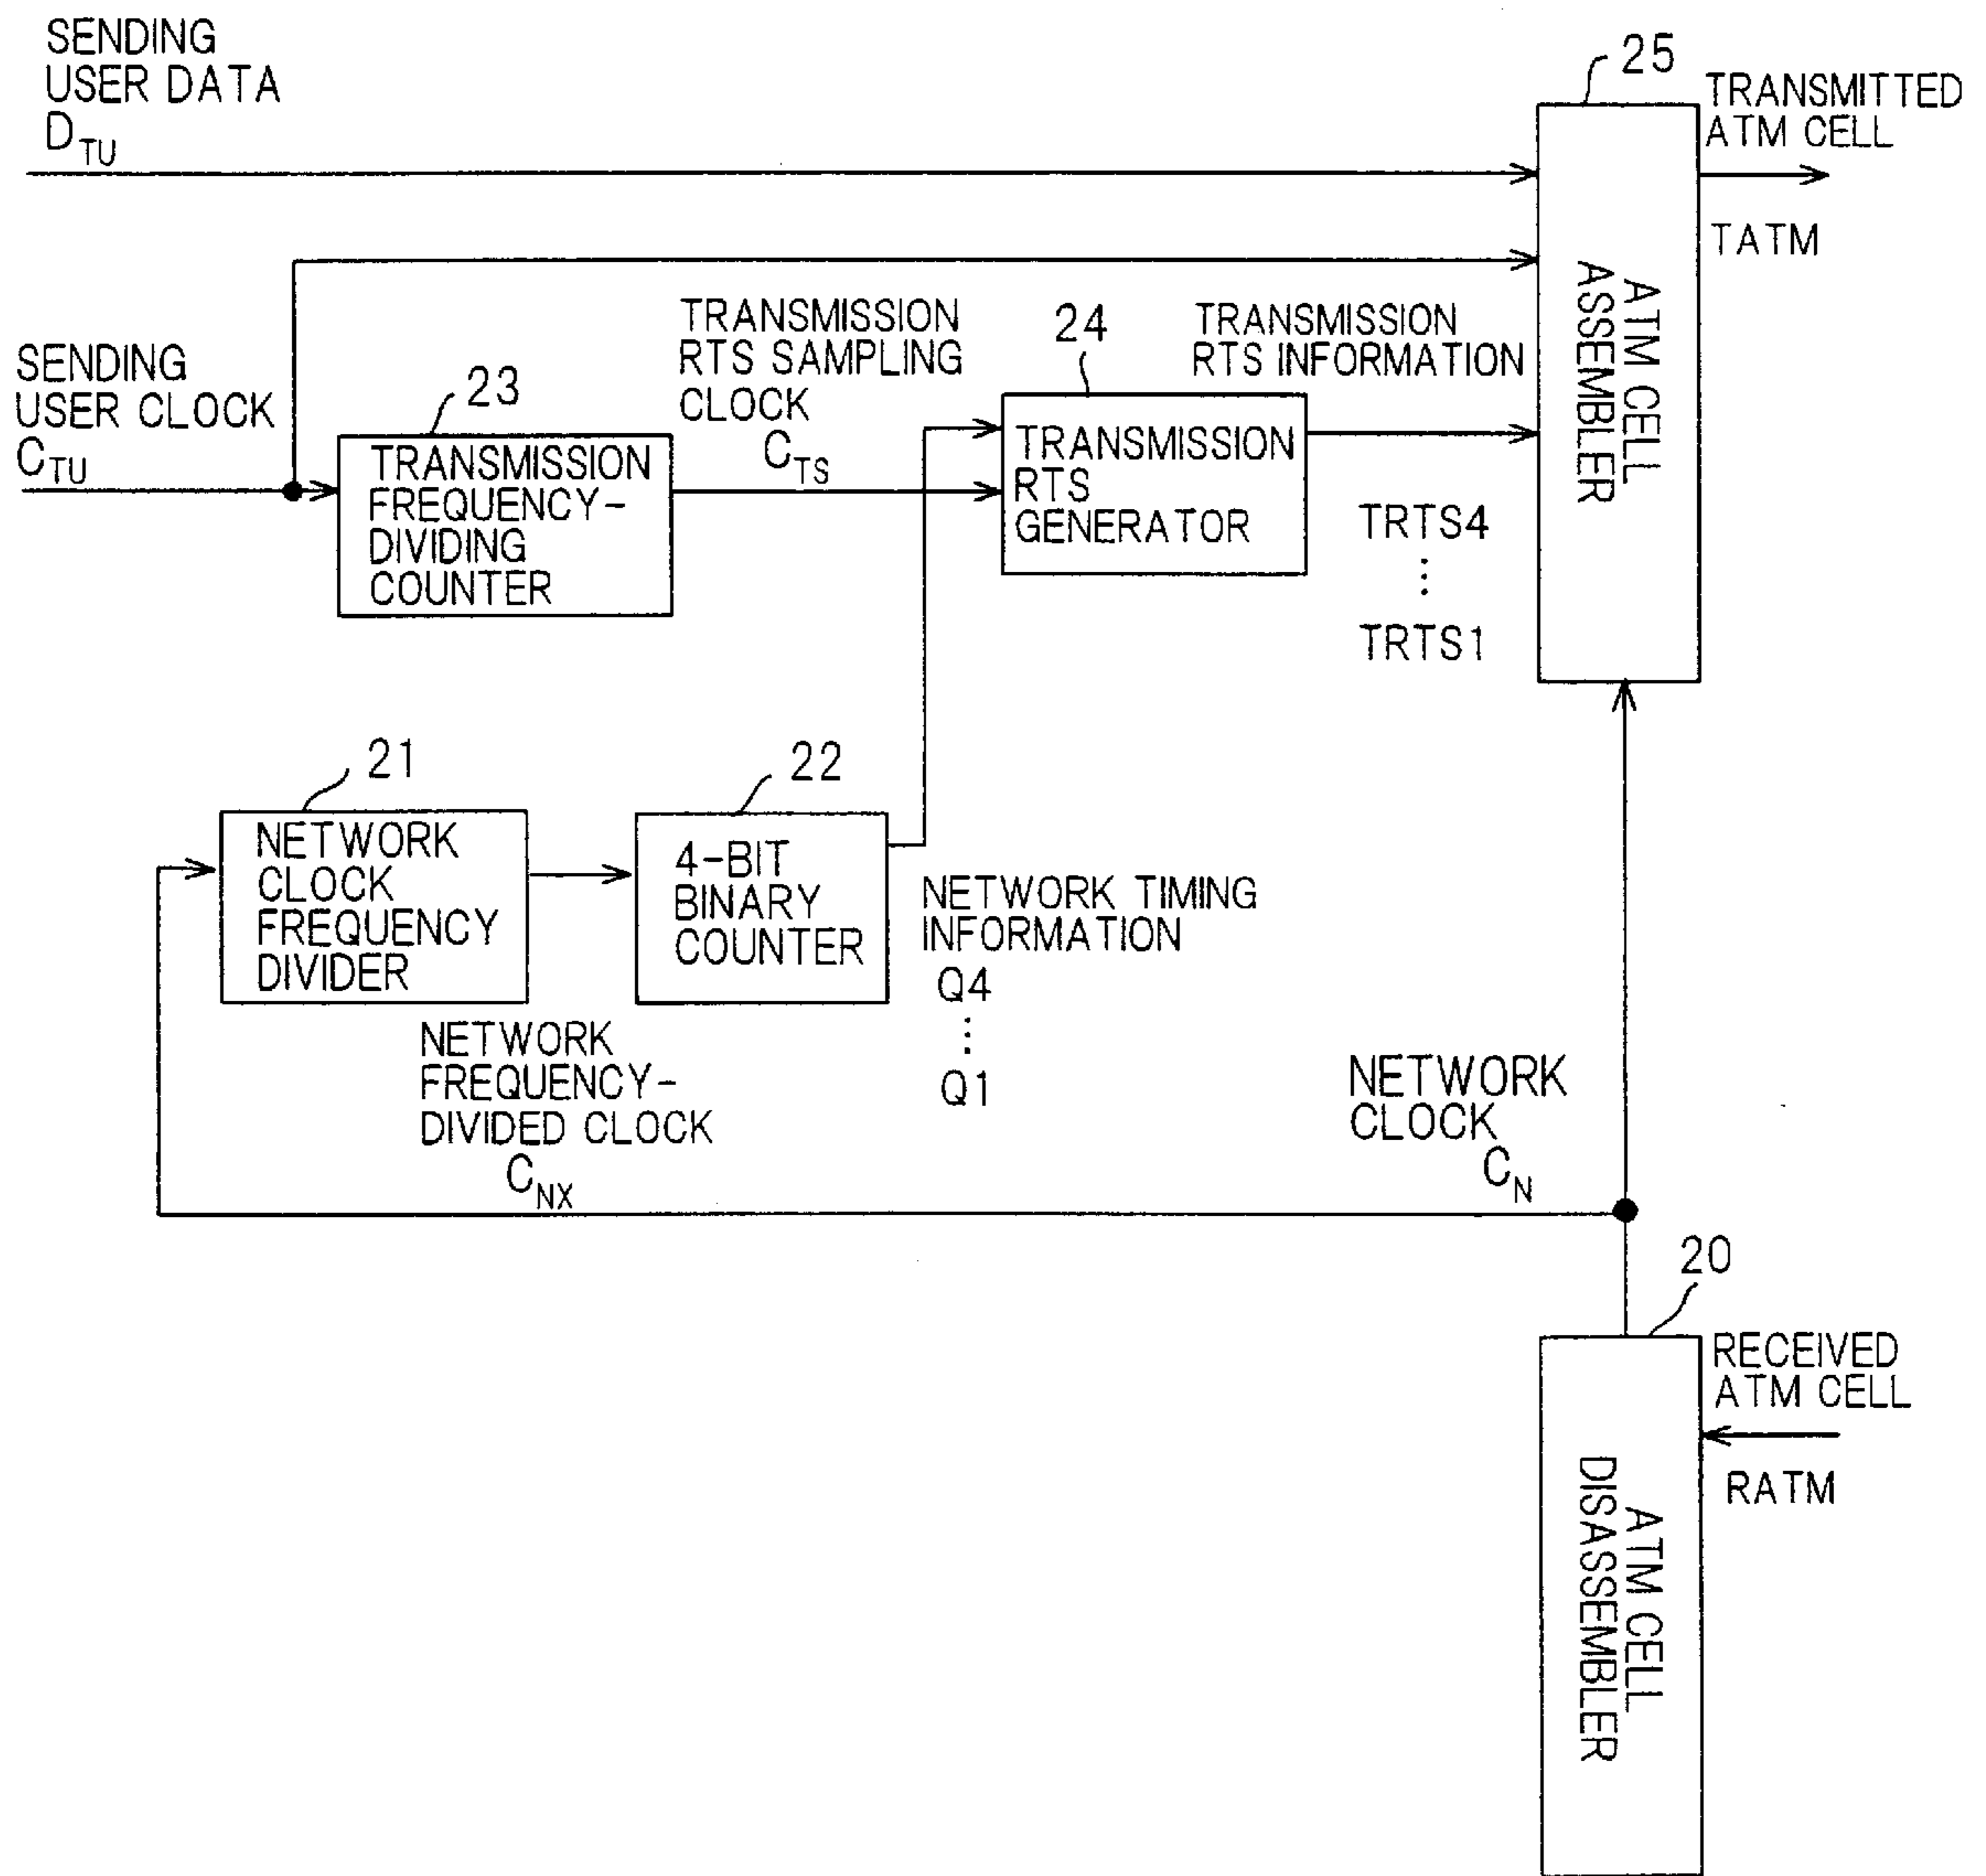 SENDING
USER DATA
D_TU
25
TRANSMITTED
ATM CELL
TATM
ATM CELL
ASSEMBLER
SENDING
USER CLOCK
C_TU
23
TRANSMISSION
FREQUENCY-
DIVIDING
COUNTER
TRANSMISSION
RTS SAMPLING
CLOCK
C_TS
24
TRANSMISSION
RTS
GENERATOR
TRANSMISSION
RTS INFORMATION
TRTS4
⋮
TRTS1
21
NETWORK
CLOCK
FREQUENCY
DIVIDER
22
4-BIT
BINARY
COUNTER
NETWORK TIMING
INFORMATION
Q4
⋮
Q1
NETWORK
FREQUENCY-
DIVIDED CLOCK
C_NX
NETWORK
CLOCK
C_N
20
RECEIVED
ATM CELL
RATM
ATM CELL
DISASSEMBLER